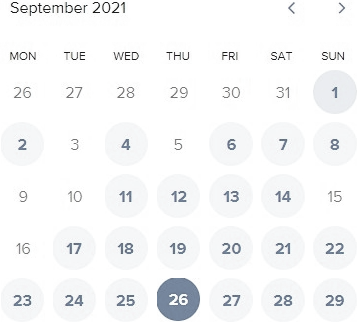 September 2021
MON TUE WED THU FRI SAT SUN
26 27 28 29 30 31 1
2 3 4 5 6 7 8
9 10 11 12 13 14 15
16 17 18 19 20 21 22
23 24 25 26 27 28 29